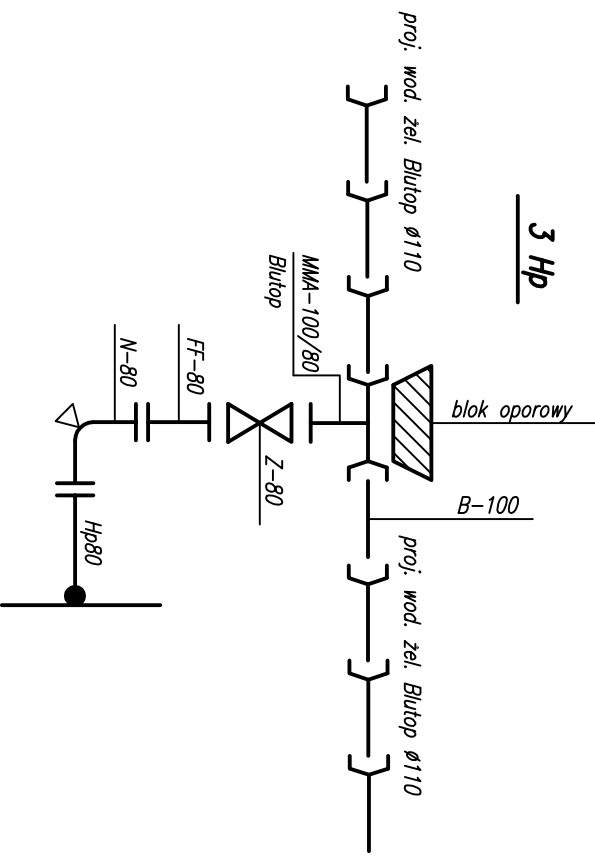 3 Hp
proj. wod. żel. Blutop ø110
blok oporowy
B-100
proj. wod. żel. Blutop ø110
MMA-100/80
Blutop
Z-80
FF-80
N-80
Hp80